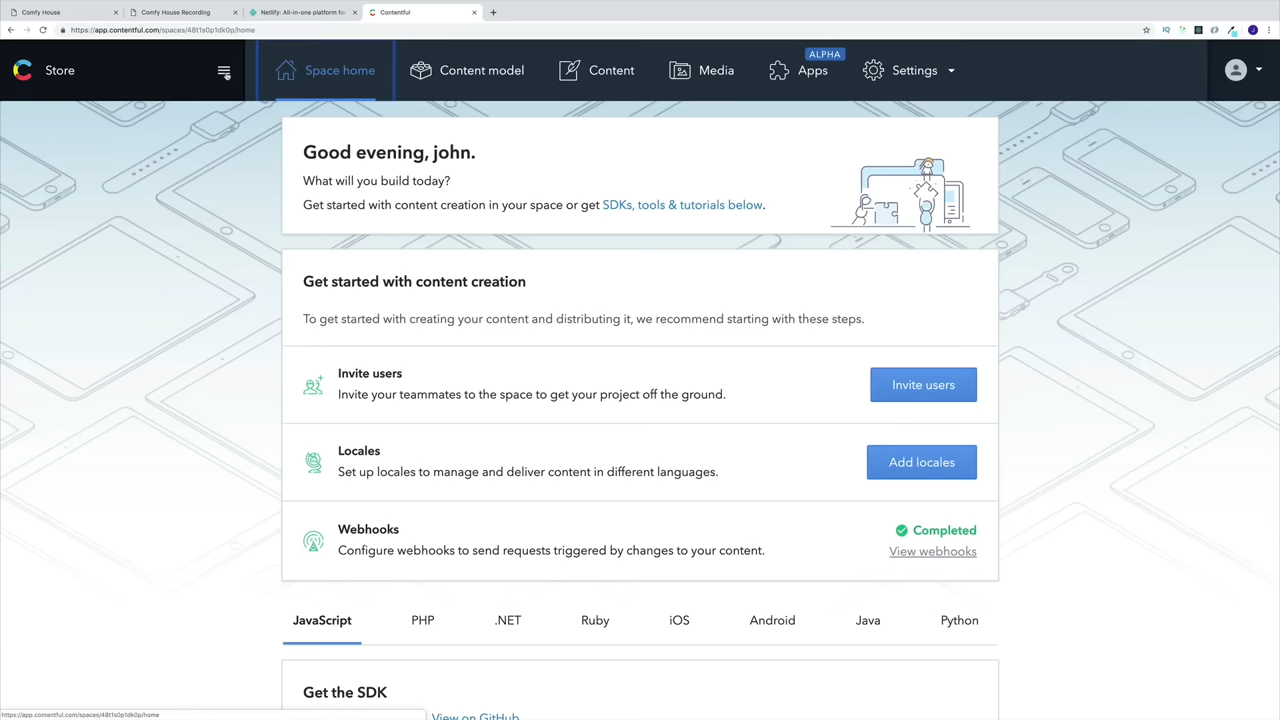 Comfy House
Comfy House Recording
Netlify: All-in-one platform for
Contentful
https://app.contentful.com/spaces/48t1s0p1dk0p/home
Store
Space home
Content model
Content
Media
ALPHA
Apps
Settings
Good evening, john.
What will you build today?
Get started with content creation in your space or get SDKs, tools & tutorials below.
Get started with content creation
To get started with creating your content and distributing it, we recommend starting with these steps.
Invite users
Invite your teammates to the space to get your project off the ground.
Invite users
Locales
Set up locales to manage and deliver content in different languages.
Add locales
Webhooks
Configure webhooks to send requests triggered by changes to your content.
Completed
View webhooks
JavaScript
PHP
.NET
Ruby
iOS
Android
Java
Python
Get the SDK
View on GitHub
https://app.contentful.com/spaces/48t1s0p1dk0p/home